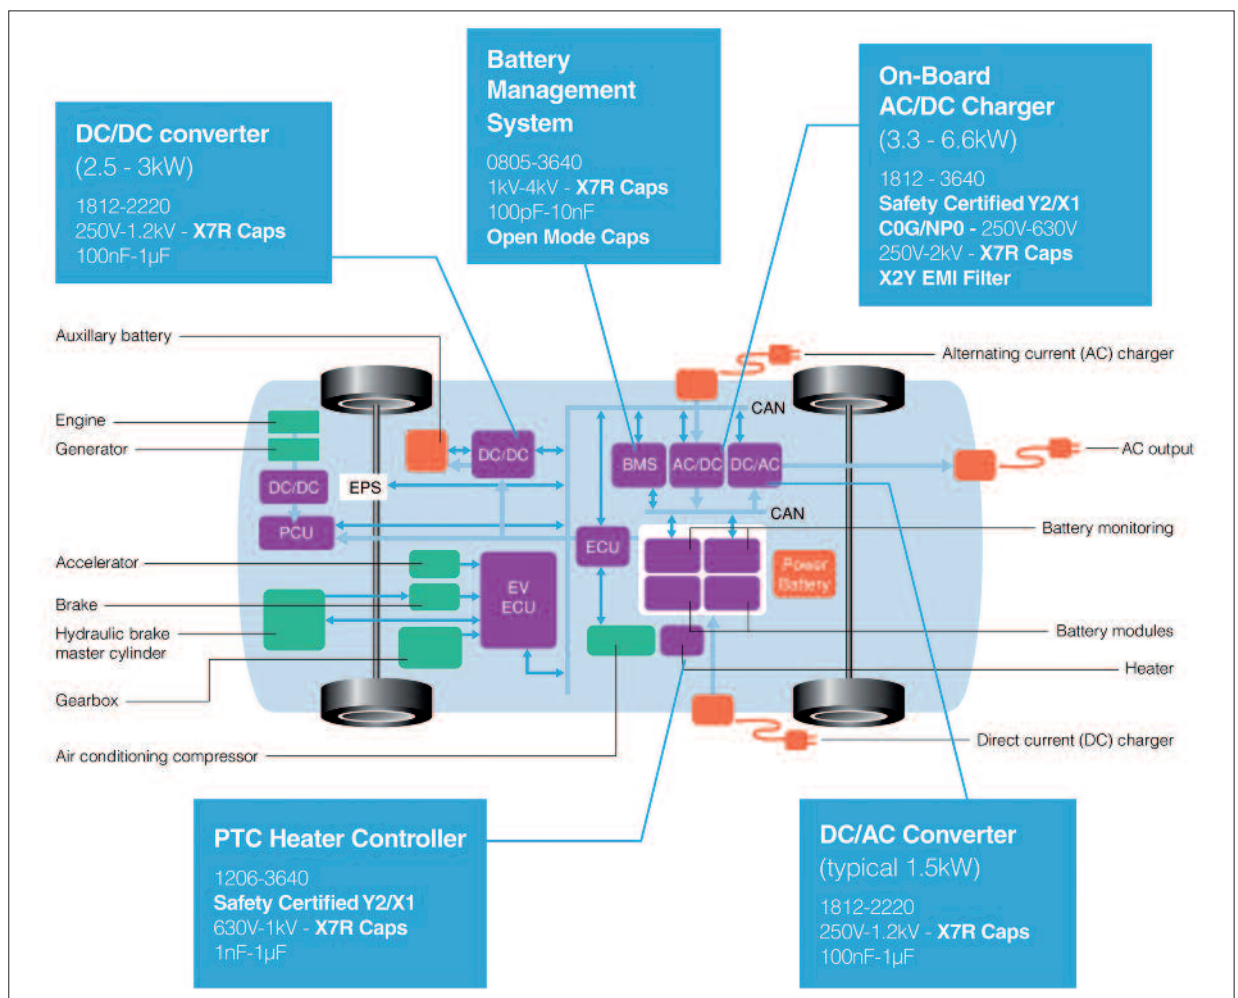 DC/DC converter
(2.5 - 3kW)
1812-2220
250V-1.2kV - X7R Caps
100nF-1µF
Battery
Management
System
0805-3640
1kV-4kV - X7R Caps
100pF-10nF
Open Mode Caps
On-Board
AC/DC Charger
(3.3 - 6.6kW)
1812 - 3640
Safety Certified Y2/X1
C0G/NP0 - 250V-630V
250V-2kV - X7R Caps
X2Y EMI Filter
Auxillary battery
Engine
Generator
Accelerator
Brake
Hydraulic brake
master cylinder
Gearbox
Air conditioning compressor
DC/DC
PCU
EPS
DC/DC
EV
ECU
ECU
CAN
BMS
AC/DC
DC/AC
CAN
Power
Battery
Alternating current (AC) charger
AC output
Battery monitoring
Battery modules
Heater
Direct current (DC) charger
PTC Heater Controller
1206-3640
Safety Certified Y2/X1
630V-1kV - X7R Caps
1nF-1µF
DC/AC Converter
(typical 1.5kW)
1812-2220
250V-1.2kV - X7R Caps
100nF-1µF